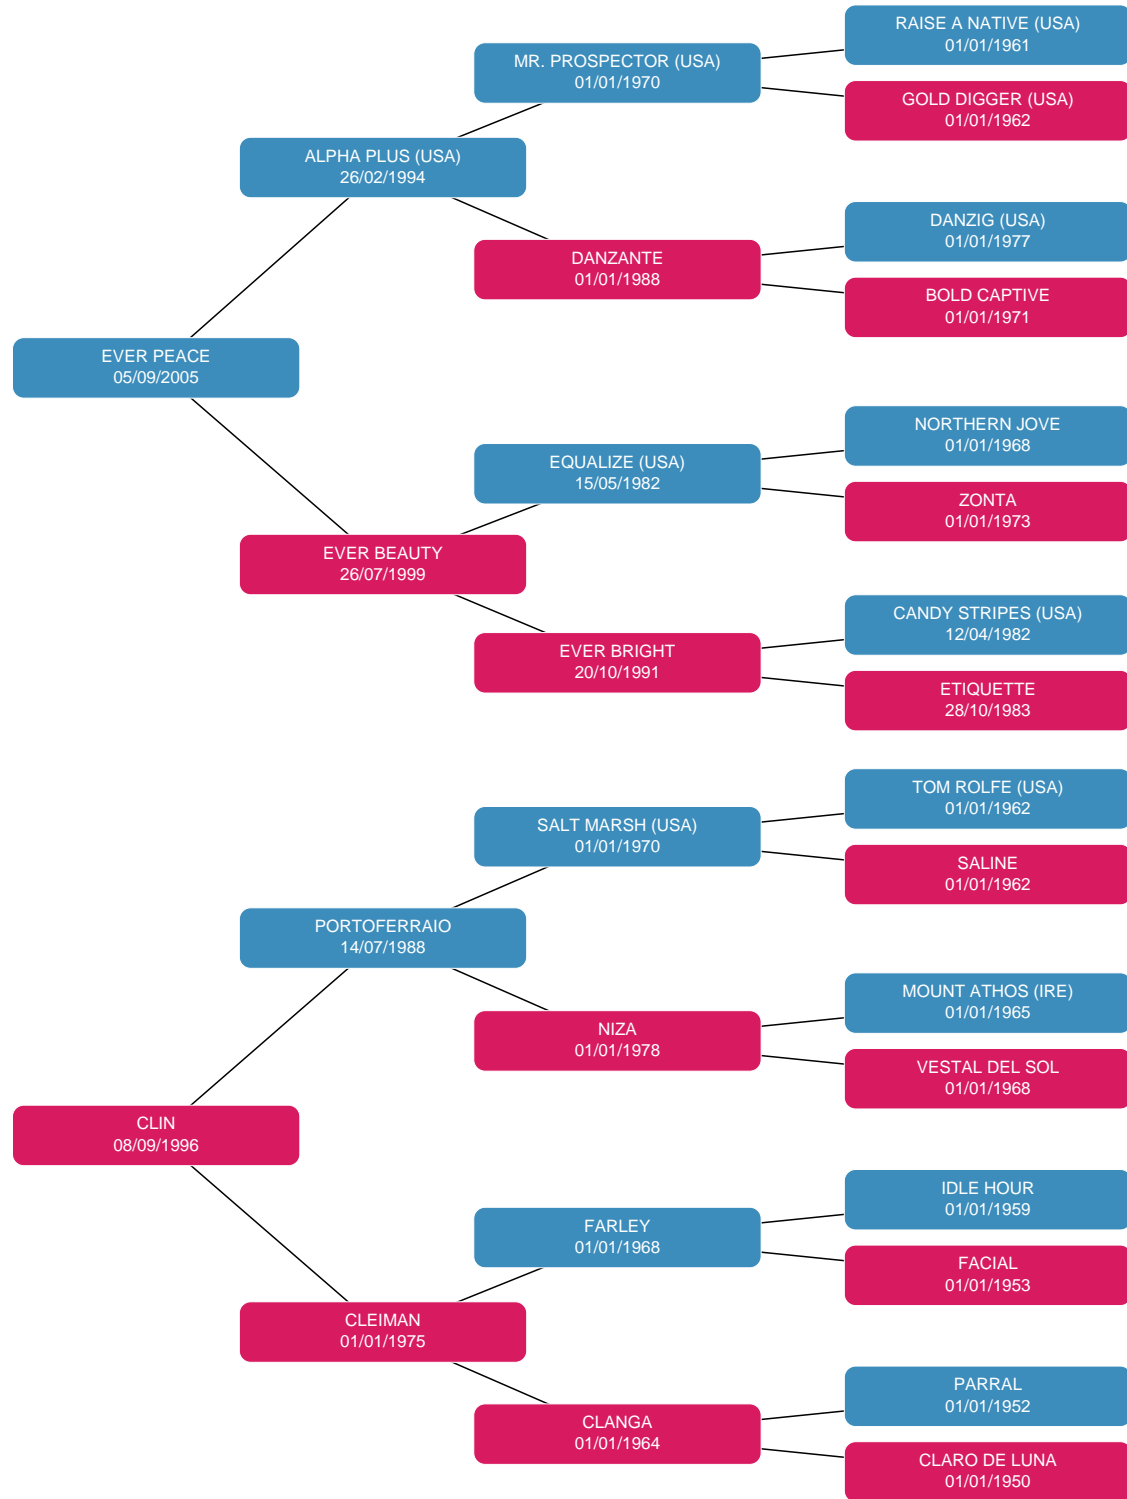 RAISE A NATIVE (USA)
01/01/1961
MR. PROSPECTOR (USA)
01/01/1970
GOLD DIGGER (USA)
01/01/1962
ALPHA PLUS (USA)
26/02/1994
DANZIG (USA)
01/01/1977
DANZANTE
01/01/1988
BOLD CAPTIVE
01/01/1971
EVER PEACE
05/09/2005
NORTHERN JOVE
01/01/1968
EQUALIZE (USA)
15/05/1982
ZONTA
01/01/1973
EVER BEAUTY
26/07/1999
CANDY STRIPES (USA)
12/04/1982
EVER BRIGHT
20/10/1991
ETIQUETTE
28/10/1983
TOM ROLFE (USA)
01/01/1962
SALT MARSH (USA)
01/01/1970
SALINE
01/01/1962
PORTOFERRAIO
14/07/1988
MOUNT ATHOS (IRE)
01/01/1965
NIZA
01/01/1978
VESTAL DEL SOL
01/01/1968
CLIN
08/09/1996
IDLE HOUR
01/01/1959
FARLEY
01/01/1968
FACIAL
01/01/1953
CLEIMAN
01/01/1975
PARRAL
01/01/1952
CLANGA
01/01/1964
CLARO DE LUNA
01/01/1950